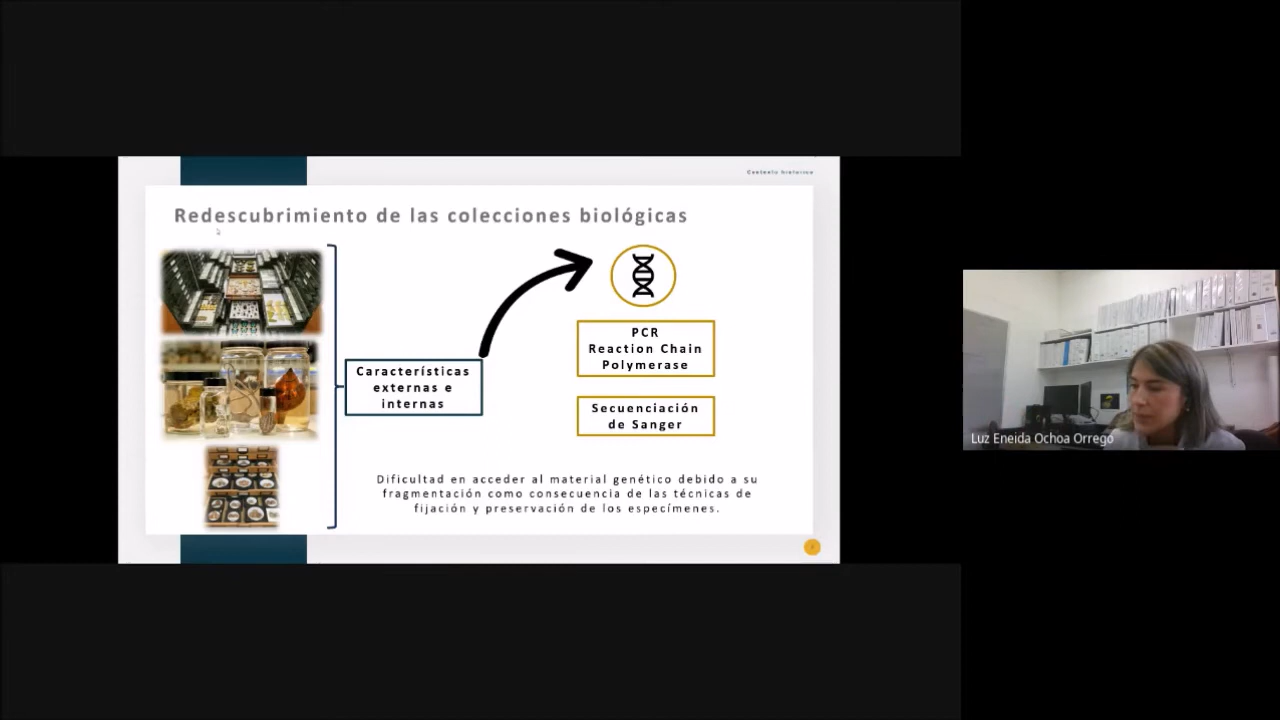 Contexto histórico
Redescubrimiento de las colecciones biológicas
Características
externas e
internas
PCR
Reaction Chain
Polymerase
Secuenciación
de Sanger
Dificultad en acceder al material genético debido a su
fragmentación como consecuencia de las técnicas de
fijación y preservación de los especímenes.
Luz Eneida Ochoa Orrego